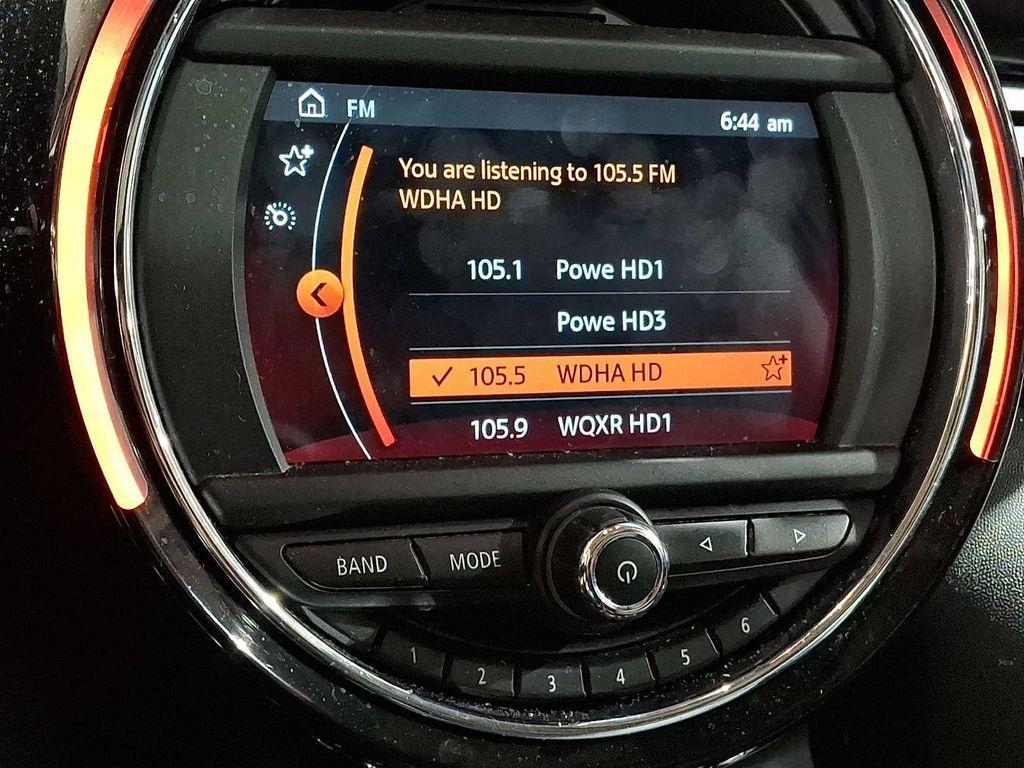 FM
6:44 am
You are listening to 105.5 FM
WDHA HD
105.1 Powe HD1
Powe HD3
105.5 WDHA HD
105.9 WQXR HD1
BAND MODE
1 2 3 4 5 6